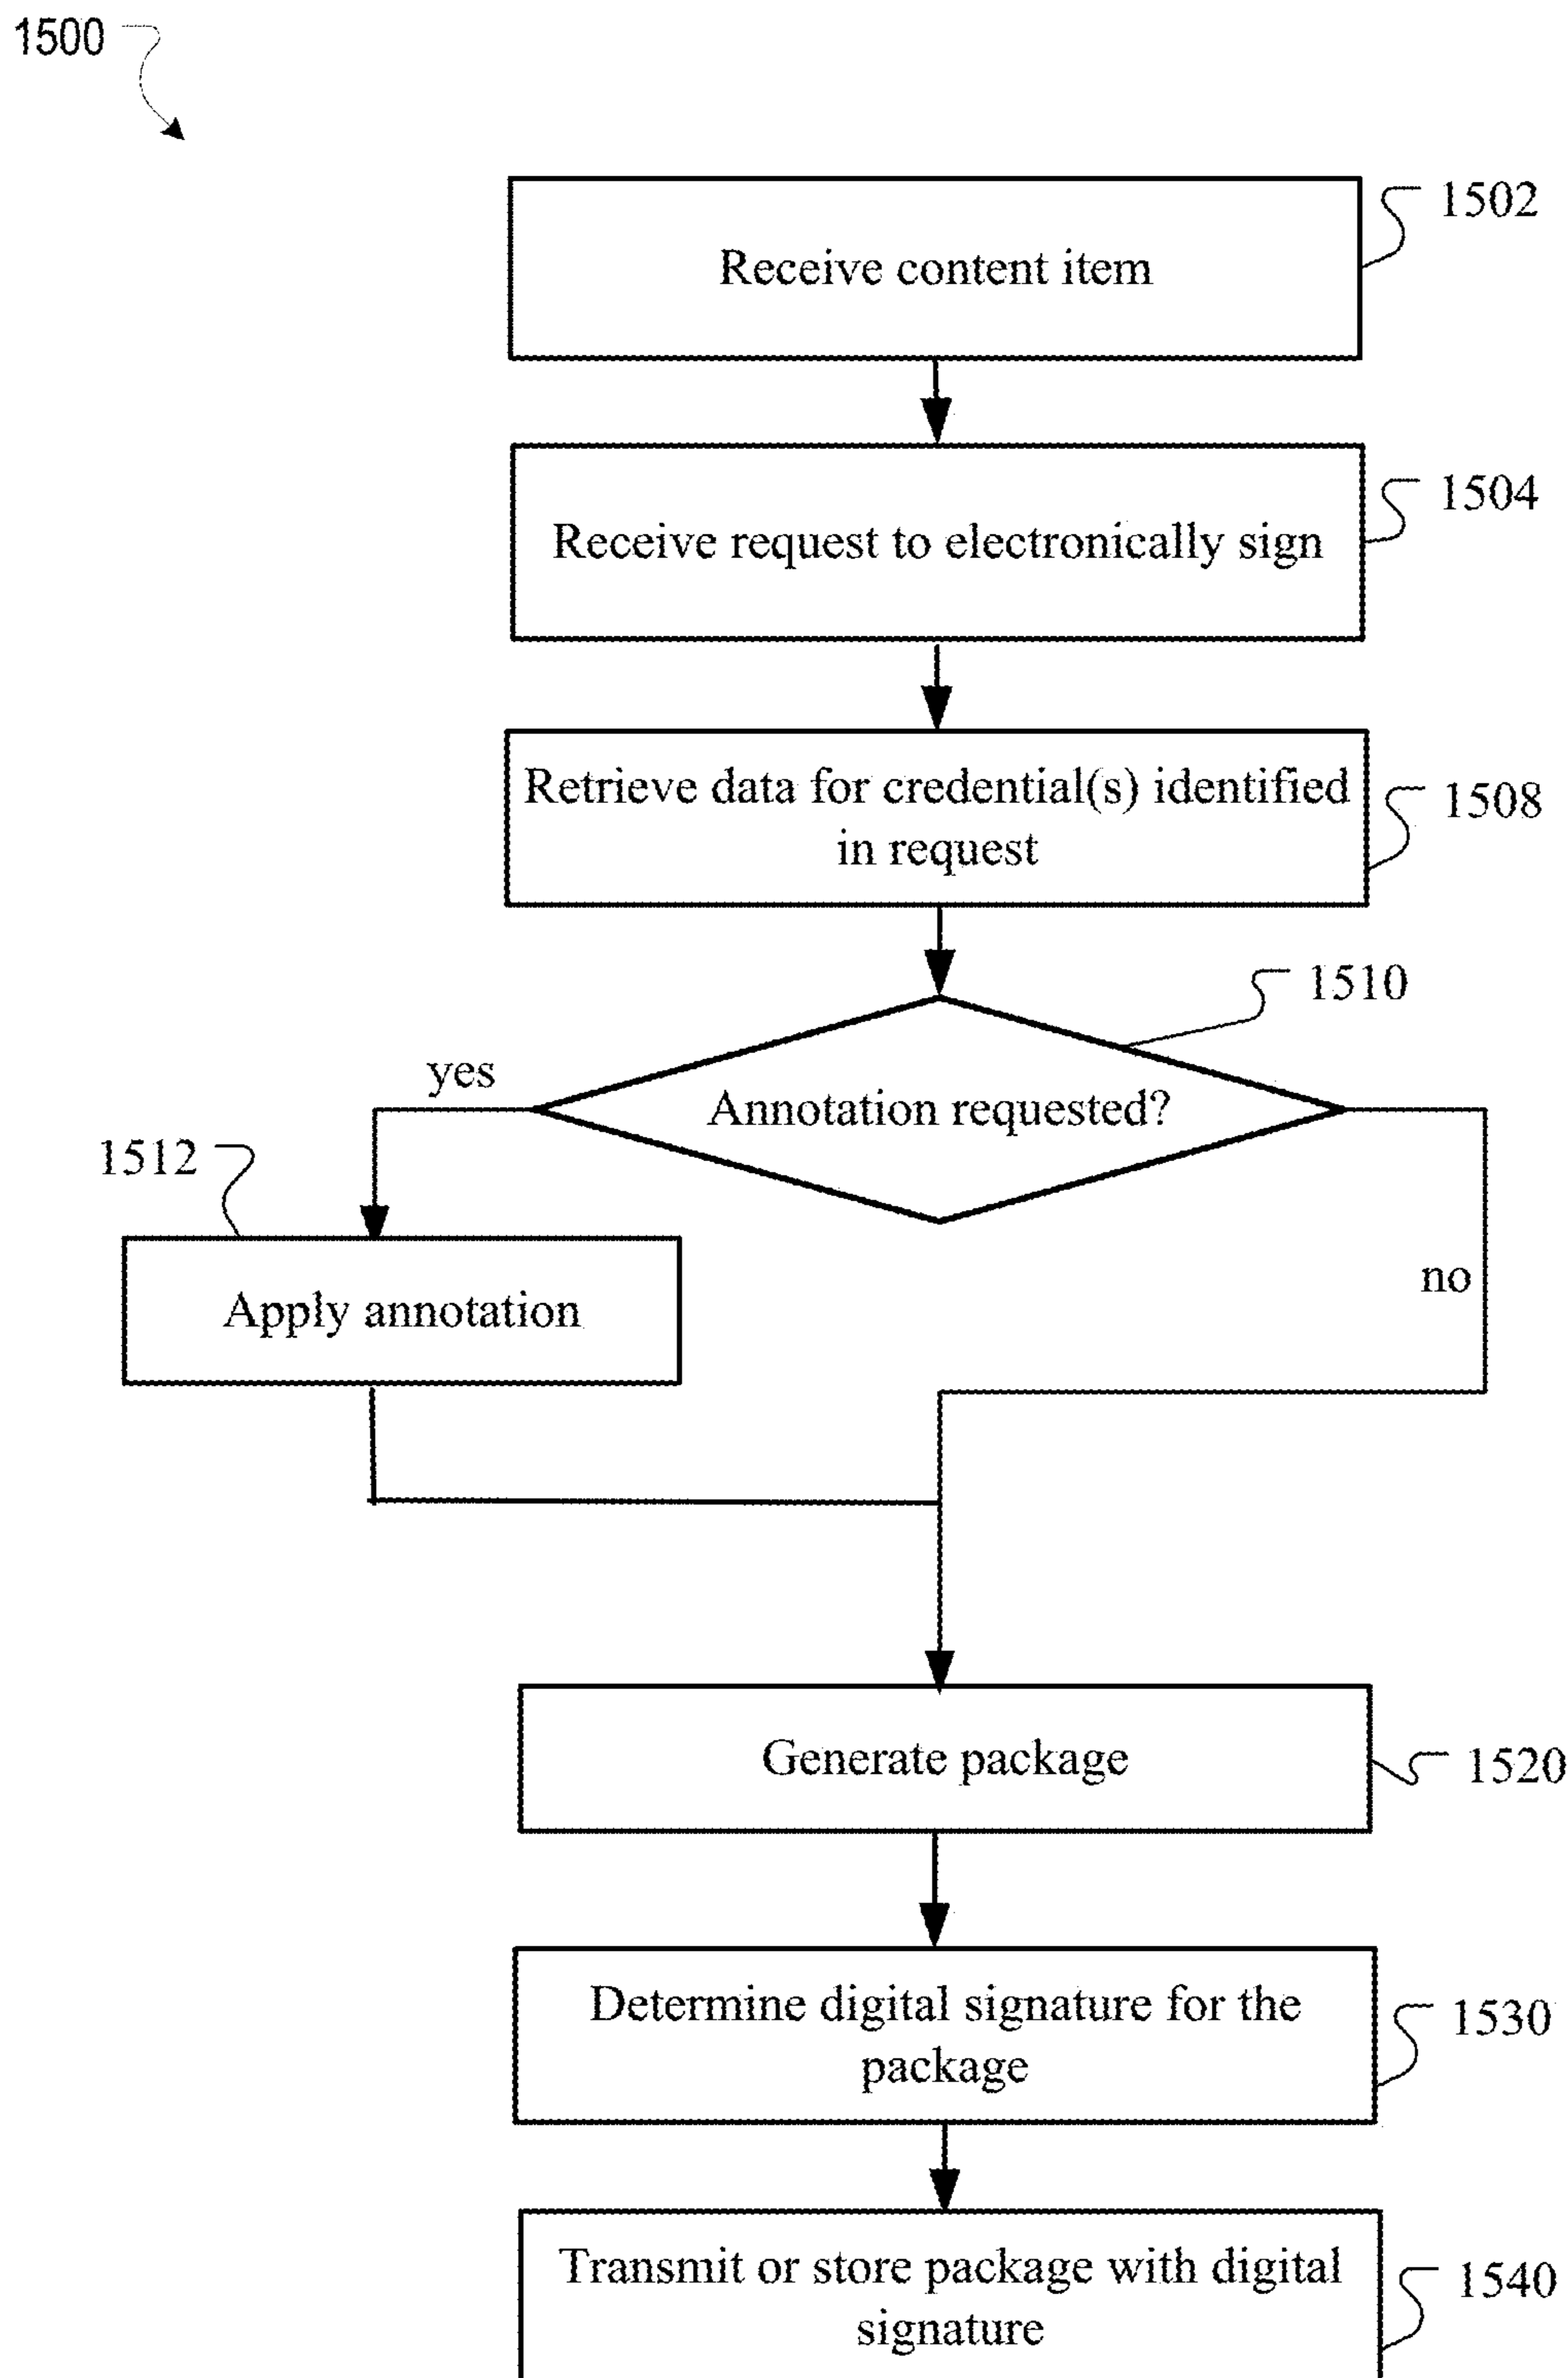 1500
Receive content item
1502
Receive request to electronically sign
1504
Retrieve data for credential(s) identified
in request
1508
Annotation requested?
1510
yes
no
1512
Apply annotation
Generate package
1520
Determine digital signature for the
package
1530
Transmit or store package with digital
signature
1540